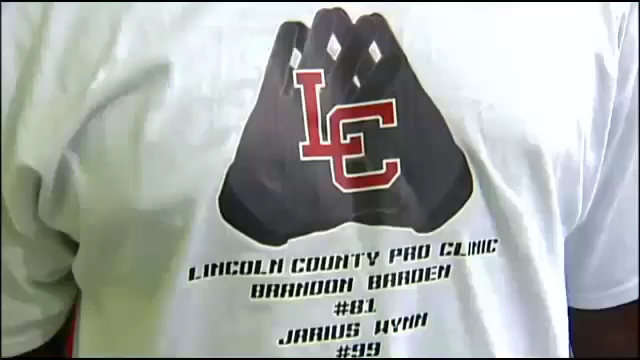 LC
LINCOLN COUNTY PRO CLINIC
BRANDON BARDEN
#81
JARIUS WYNN
#99